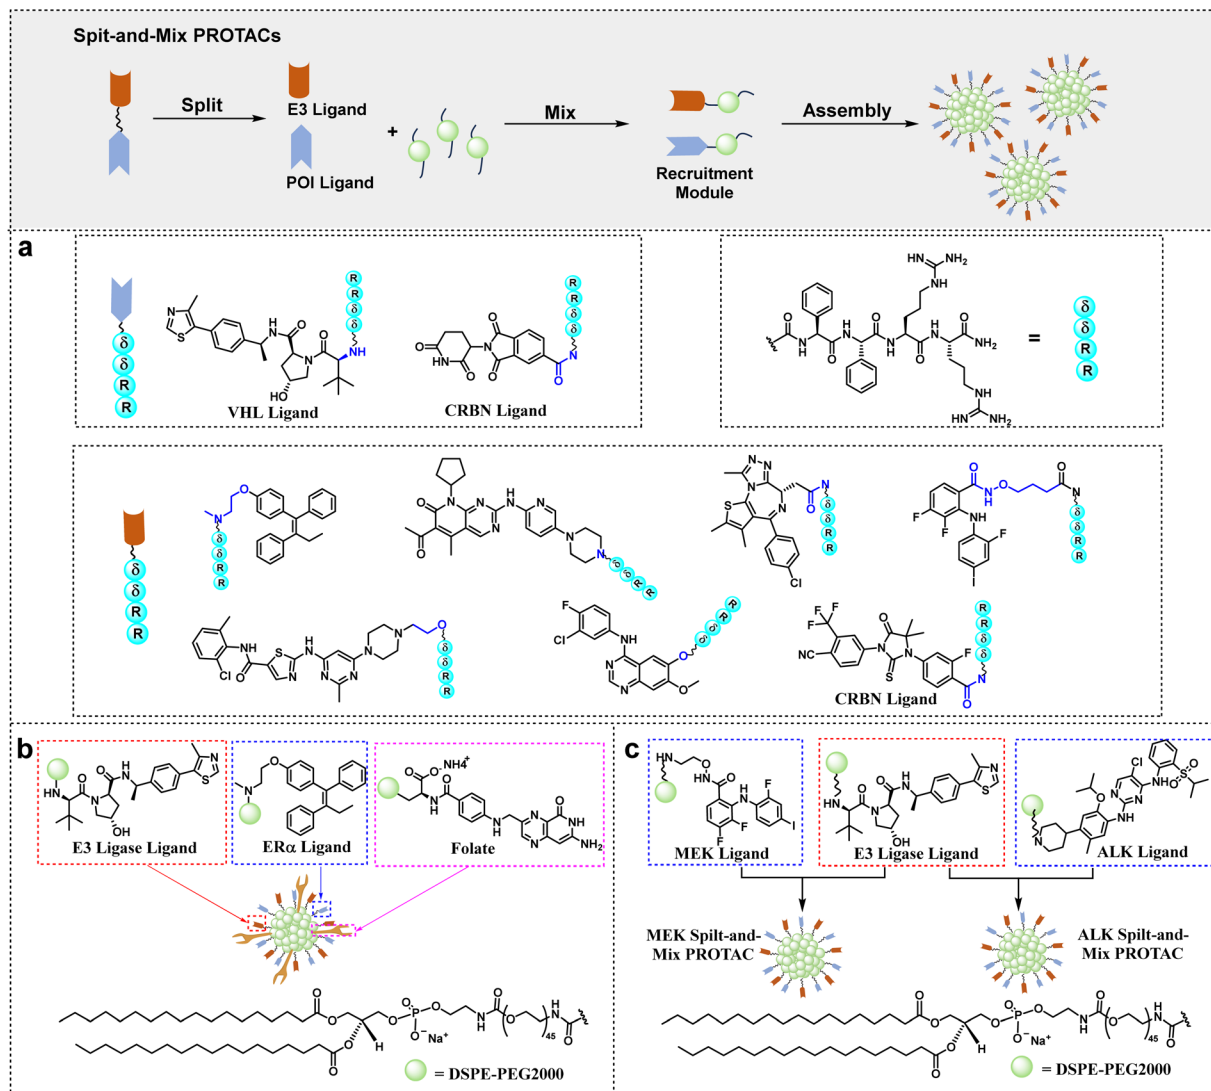 Spit-and-Mix PROTACs
Split
E3 Ligand
POI Ligand
+
Mix
Recruitment
Module
Assembly
a
VHL Ligand
CRBN Ligand
=
δ
δ
R
R
CRBN Ligand
b
E3 Ligase Ligand
ERα Ligand
Folate
= DSPE-PEG2000
c
MEK Ligand
E3 Ligase Ligand
ALK Ligand
MEK Spilt-and-
Mix PROTAC
ALK Spilt-and-
Mix PROTAC
= DSPE-PEG2000